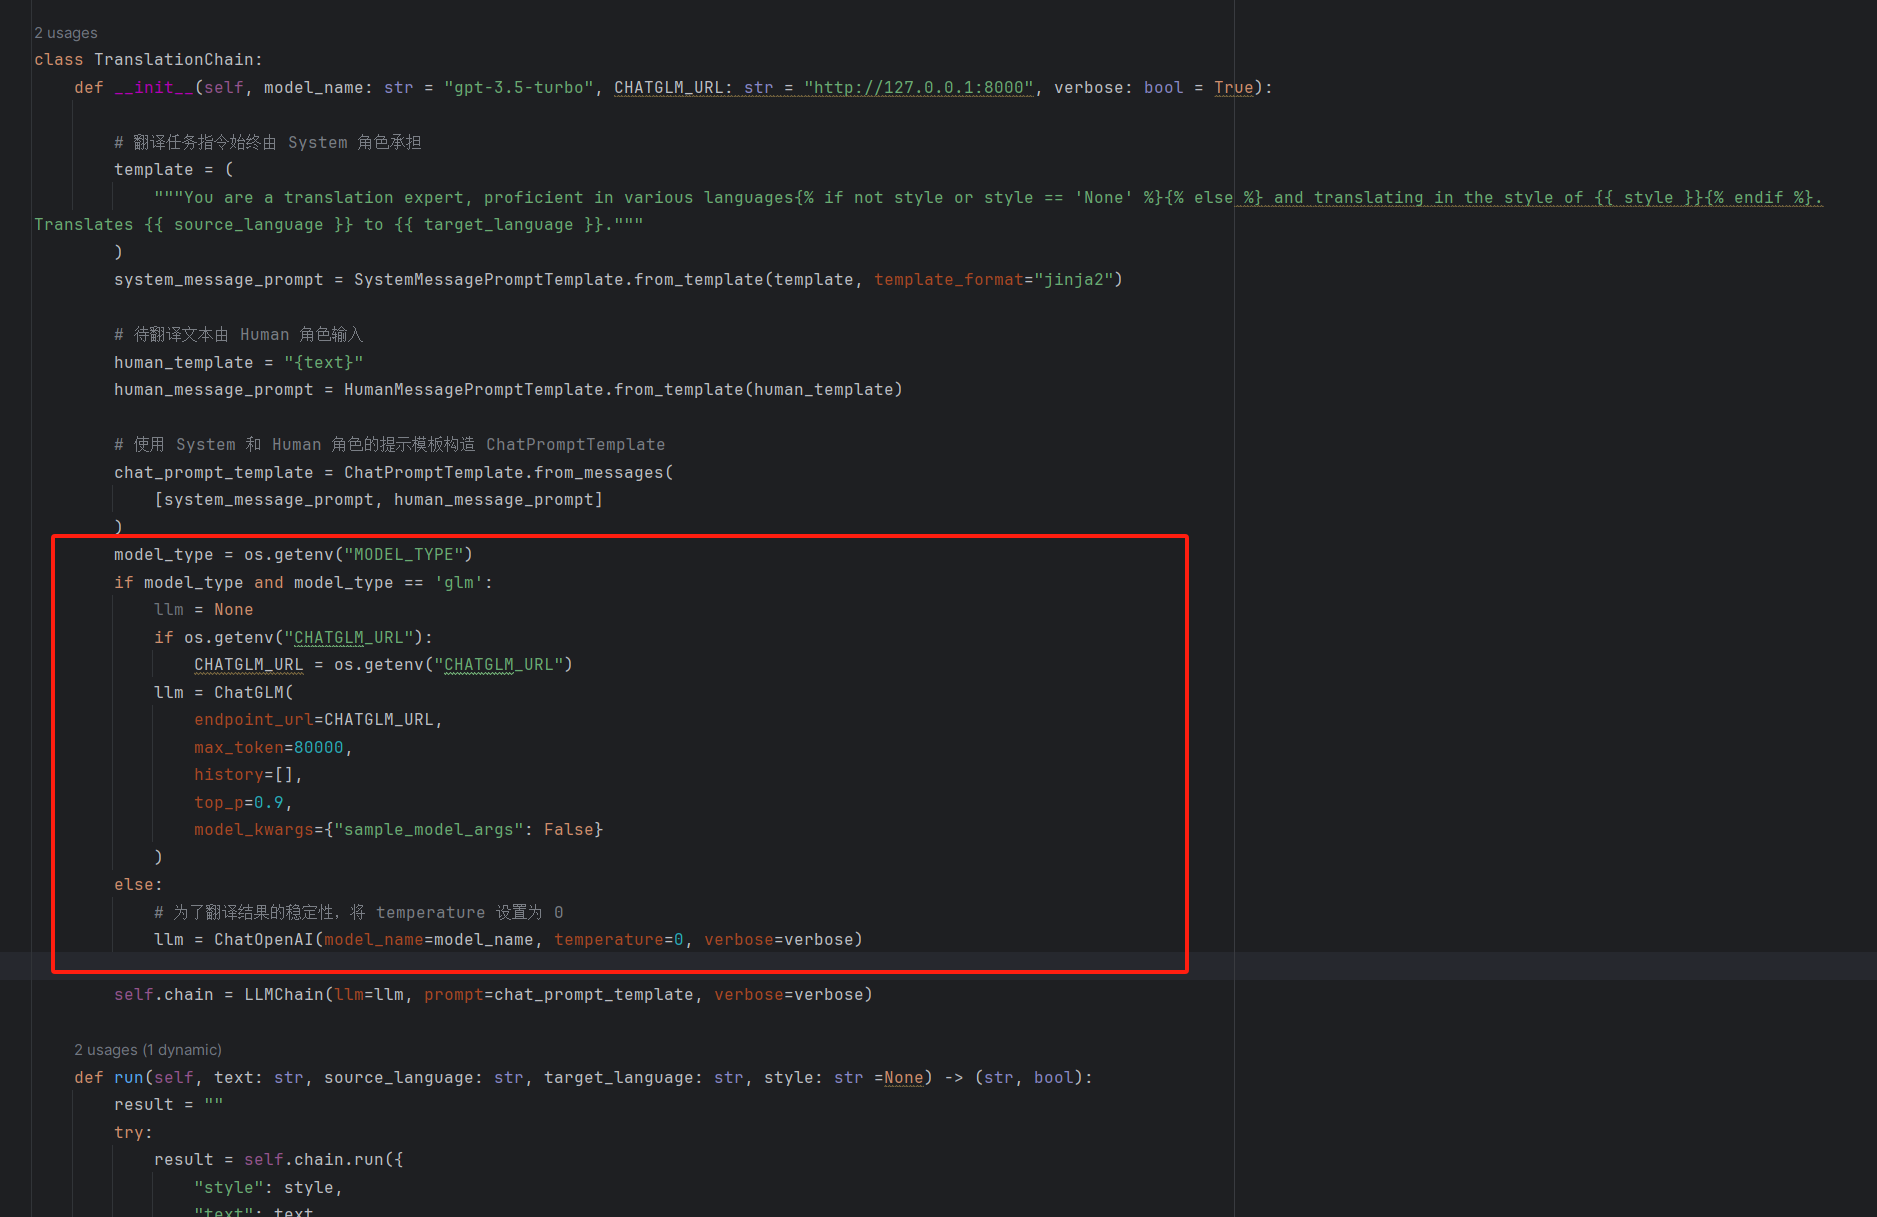 2 usages
class TranslationChain:
    def __init__(self, model_name: str = "gpt-3.5-turbo", CHATGLM_URL: str = "http://127.0.0.1:8000", verbose: bool = True):
        # 翻译任务指令始终由 System 角色承担
        template = (
            """You are a translation expert, proficient in various languages{% if not style or style == 'None' %}{% else %} and translating in the style of {{ style }}{% endif %}.
Translates {{ source_language }} to {{ target_language }}."""
        )
        system_message_prompt = SystemMessagePromptTemplate.from_template(template, template_format="jinja2")
        # 待翻译文本由 Human 角色输入
        human_template = "{text}"
        human_message_prompt = HumanMessagePromptTemplate.from_template(human_template)
        # 使用 System 和 Human 角色的提示模板构造 ChatPromptTemplate
        chat_prompt_template = ChatPromptTemplate.from_messages(
            [system_message_prompt, human_message_prompt]
        )
        model_type = os.getenv("MODEL_TYPE")
        if model_type and model_type == 'glm':
            llm = None
            if os.getenv("CHATGLM_URL"):
                CHATGLM_URL = os.getenv("CHATGLM_URL")
            llm = ChatGLM(
                endpoint_url=CHATGLM_URL,
                max_token=80000,
                history=[],
                top_p=0.9,
                model_kwargs={"sample_model_args": False}
            )
        else:
            # 为了翻译结果的稳定性，将 temperature 设置为 0
            llm = ChatOpenAI(model_name=model_name, temperature=0, verbose=verbose)
        self.chain = LLMChain(llm=llm, prompt=chat_prompt_template, verbose=verbose)
    2 usages (1 dynamic)
    def run(self, text: str, source_language: str, target_language: str, style: str =None) -> (str, bool):
        result = ""
        try:
            result = self.chain.run({
                "style": style,
                "text": text